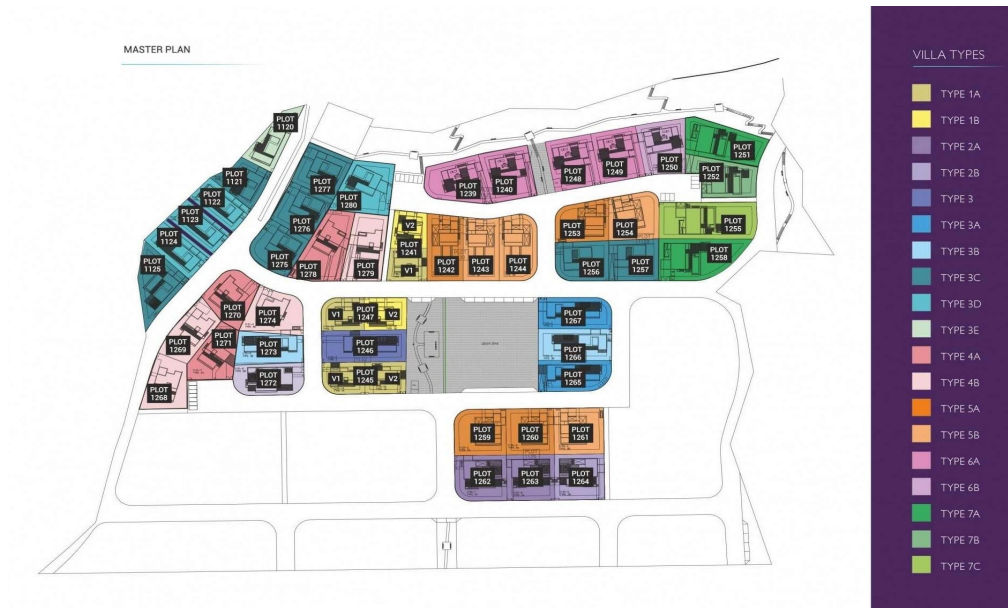 MASTER PLAN
VILLA TYPES
TYPE 1A
TYPE 1B
TYPE 2A
TYPE 2B
TYPE 3
TYPE 3A
TYPE 3B
TYPE 3C
TYPE 3D
TYPE 3E
TYPE 4A
TYPE 4B
TYPE 5A
TYPE 5B
TYPE 6A
TYPE 6B
TYPE 7A
TYPE 7B
TYPE 7C
PLOT
1120
PLOT
1121
PLOT
1122
PLOT
1123
PLOT
1124
PLOT
1125
PLOT
1277
PLOT
1280
PLOT
1276
PLOT
1275
PLOT
1278
PLOT
1279
V2
PLOT
1241
V1
PLOT
1242
PLOT
1243
PLOT
1244
PLOT
1239
PLOT
1240
PLOT
1248
PLOT
1249
PLOT
1250
PLOT
1251
PLOT
1252
PLOT
1253
PLOT
1254
PLOT
1255
PLOT
1256
PLOT
1257
PLOT
1258
PLOT
1270
PLOT
1274
PLOT
1269
PLOT
1271
PLOT
1273
PLOT
1272
PLOT
1268
V1
PLOT
1247
V2
PLOT
1246
V1
PLOT
1245
V2
PLOT
1267
PLOT
1266
PLOT
1265
PLOT
1259
PLOT
1260
PLOT
1261
PLOT
1262
PLOT
1263
PLOT
1264